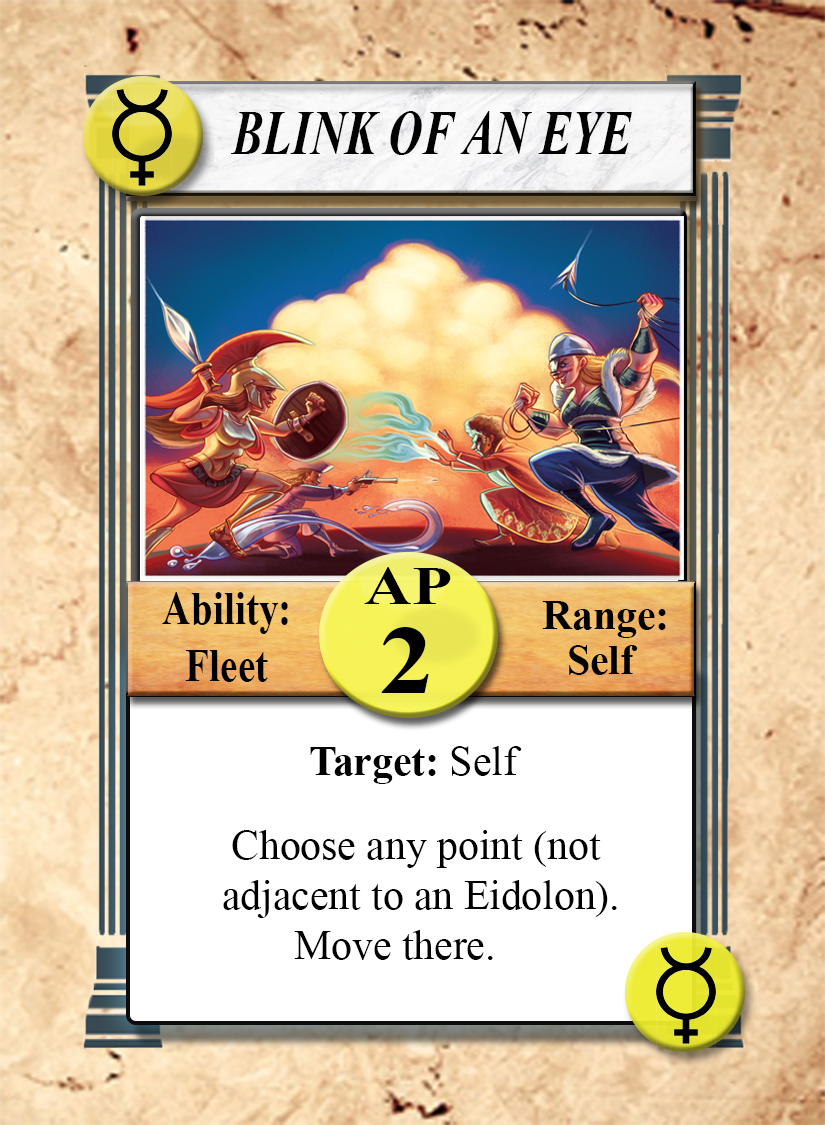 BLINK OF AN EYE
Ability:
Fleet
AP
2
Range:
Self
Target: Self
Choose any point (not
adjacent to an Eidolon).
Move there.